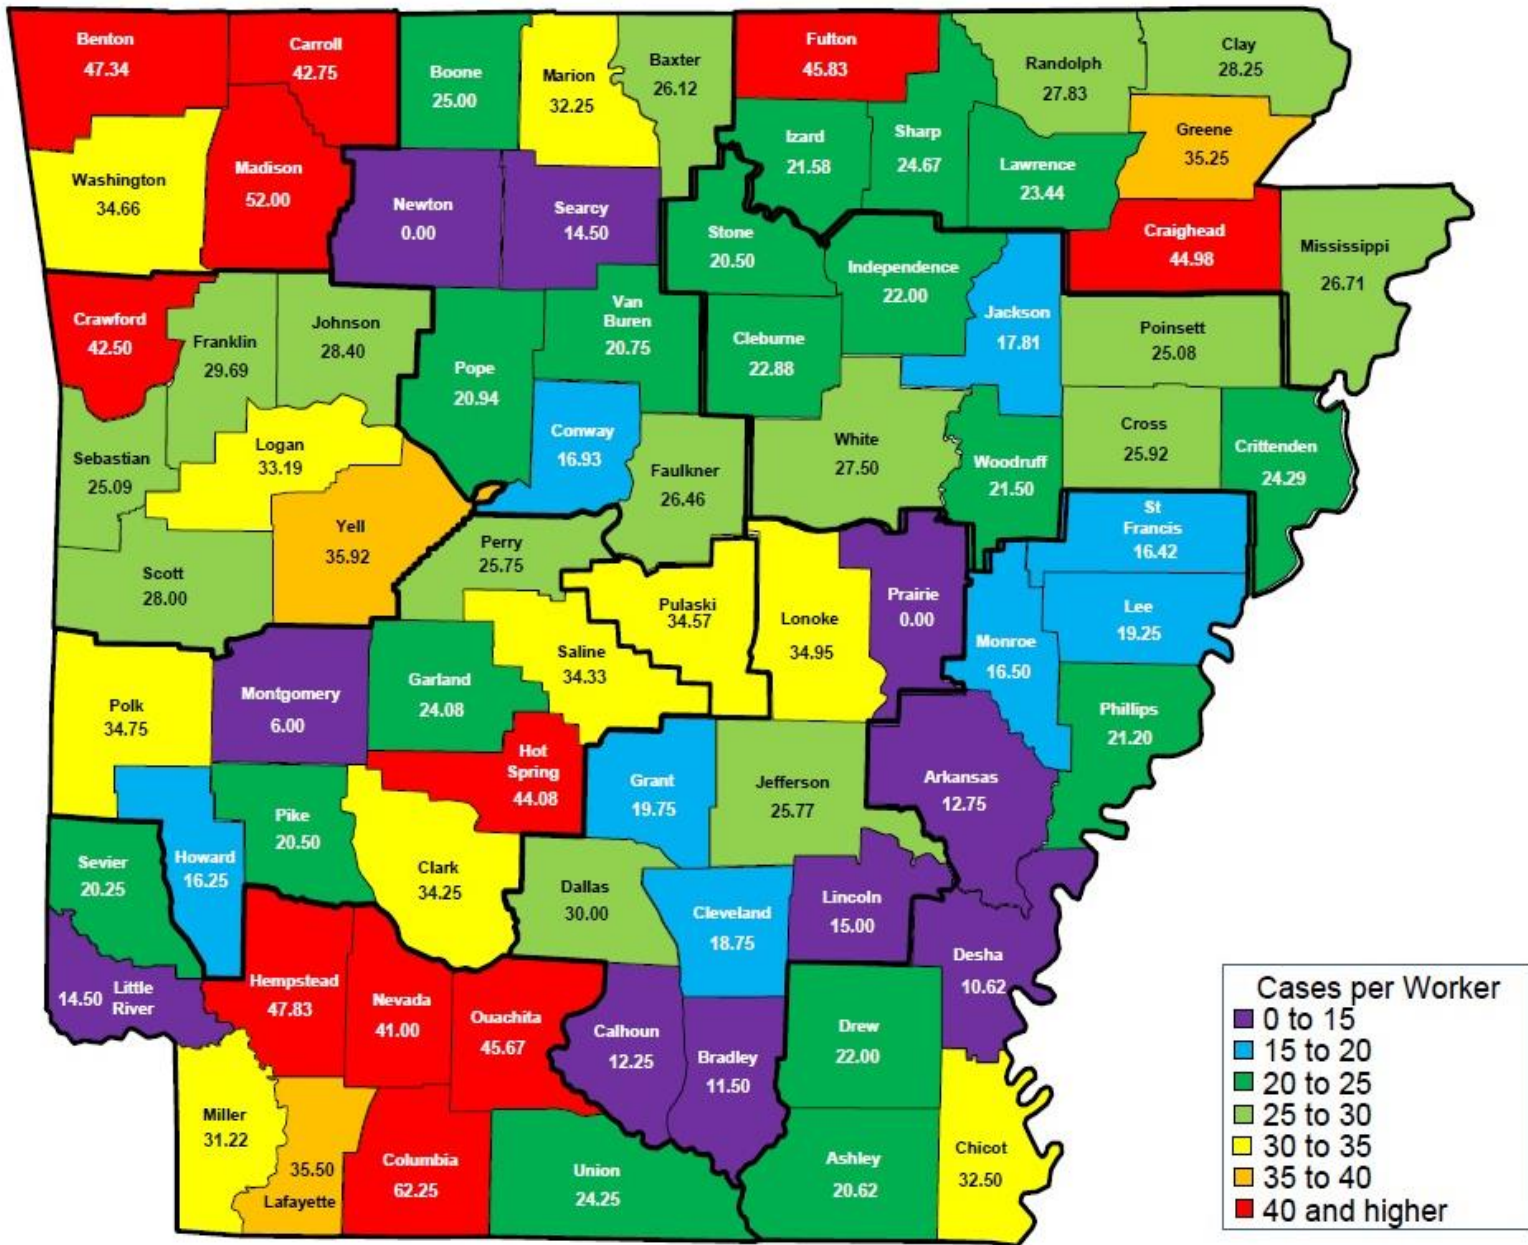 Benton
47.34
Carroll
42.75
Boone
25.00
Marion
32.25
Baxter
26.12
Fulton
45.83
Randolph
27.83
Clay
28.25
Greene
35.25
Izard
21.58
Sharp
24.67
Lawrence
23.44
Washington
34.66
Madison
52.00
Newton
0.00
Searcy
14.50
Stone
20.50
Independence
22.00
Craighead
44.98
Mississippi
26.71
Crawford
42.50
Franklin
29.69
Johnson
28.40
Van
Buren
20.75
Cleburne
22.88
Jackson
17.81
Poinsett
25.08
Pope
20.94
Conway
16.93
Faulkner
26.46
White
27.50
Woodruff
21.50
Cross
25.92
Crittenden
24.29
Sebastian
25.09
Logan
33.19
Yell
35.92
Perry
25.75
St
Francis
16.42
Scott
28.00
Pulaski
34.57
Lonoke
34.95
Prairie
0.00
Monroe
16.50
Lee
19.25
Saline
34.33
Polk
34.75
Montgomery
6.00
Garland
24.08
Hot
Spring
44.08
Grant
19.75
Jefferson
25.77
Arkansas
12.75
Phillips
21.20
Pike
20.50
Clark
34.25
Sevier
20.25
Howard
16.25
Dallas
30.00
Cleveland
18.75
Lincoln
15.00
Desha
10.62
14.50 Little
River
Hempstead
47.83
Nevada
41.00
Ouachita
45.67
Calhoun
12.25
Bradley
11.50
Drew
22.00
Miller
31.22
35.50
Lafayette
Columbia
62.25
Union
24.25
Ashley
20.62
Chicot
32.50
Cases per Worker
0 to 15
15 to 20
20 to 25
25 to 30
30 to 35
35 to 40
40 and higher